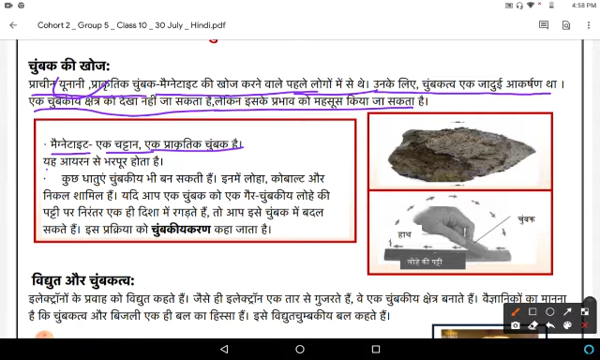 4:58 PM
Cohort 2 _ Group 5 _ Class 10 _ 30 July _ Hindi.pdf
चुंबक की खोज:
प्राचीन यूनानी ,प्राकृतिक चुंबक-मैग्नेटाइट की खोज करने वाले पहले लोगों में से थे। उनके लिए, चुंबकत्व एक जादुई आकर्षण था ।
एक चुंबकीय क्षेत्र को देखा नहीं जा सकता है,लेकिन इसके प्रभाव को महसूस किया जा सकता है।
· मैग्नेटाइट- एक चट्टान, एक प्राकृतिक चुंबक है।
यह आयरन से भरपूर होता है।
· कुछ धातुएं चुंबकीय भी बन सकती हैं। इनमें लोहा, कोबाल्ट और
निकल शामिल हैं। यदि आप एक चुंबक को एक गैर-चुंबकीय लोहे की
पट्टी पर निरंतर एक ही दिशा में रगड़ते हैं, तो आप इसे चुंबक में बदल
सकते हैं। इस प्रक्रिया को चुंबकीयकरण कहा जाता है।
हाथ
चुंबक
लोहे की पट्टी
विद्युत और चुंबकत्व:
इलेक्ट्रॉनों के प्रवाह को विद्युत कहते हैं। जैसे ही इलेक्ट्रॉन एक तार से गुजरते हैं, वे एक चुंबकीय क्षेत्र बनाते हैं। वैज्ञानिकों का मानना
है कि चुंबकत्व और बिजली एक ही बल का हिस्सा हैं। इसे विद्युतचुम्बकीय बल कहते हैं।